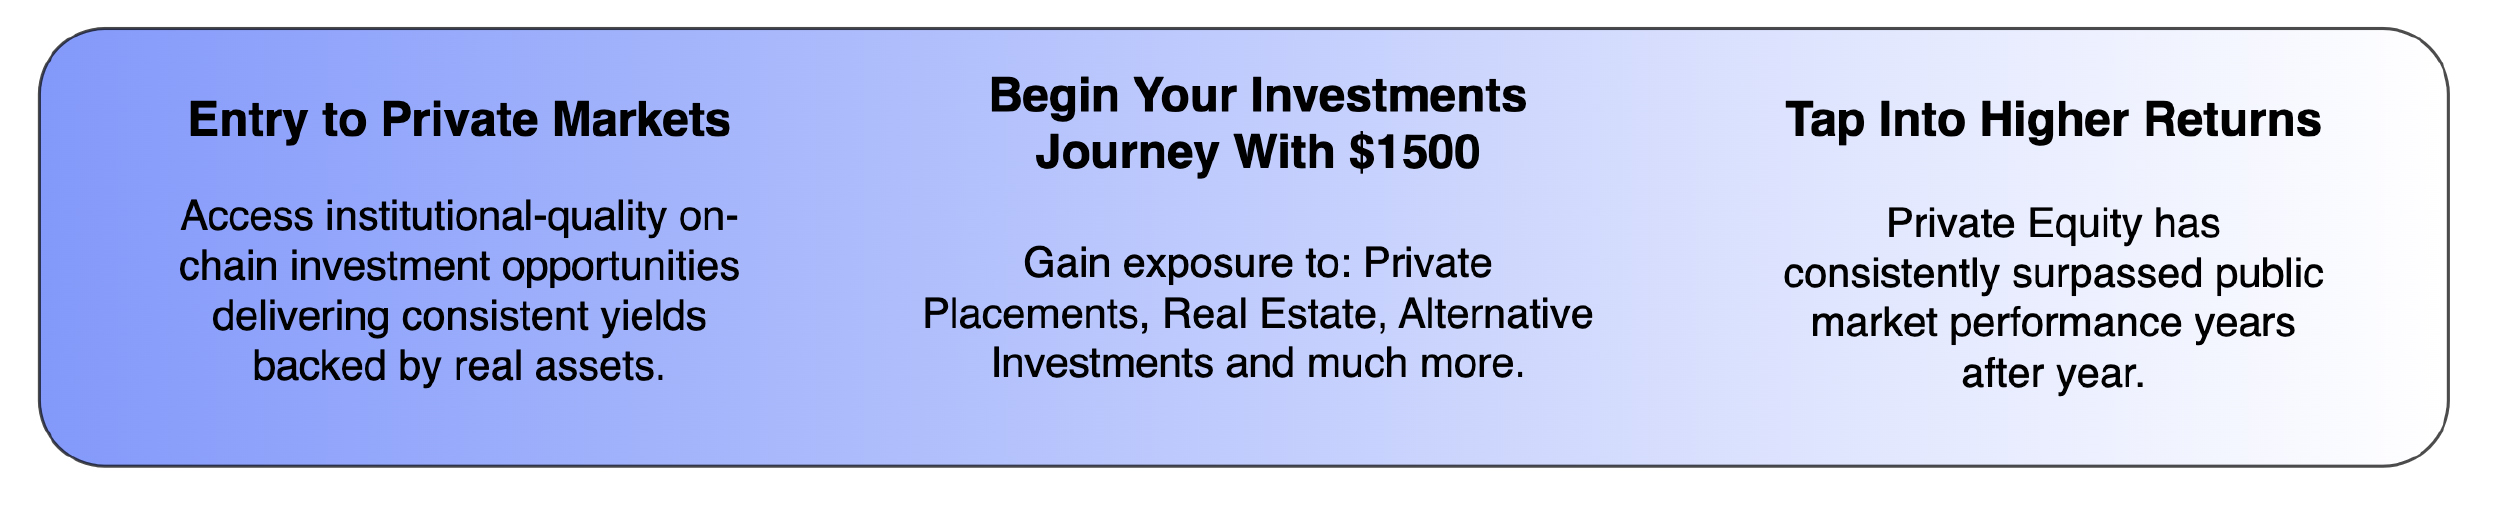 Entry to Private Markets
Access institutional-quality on-
chain investment opportunities
delivering consistent yields
backed by real assets.
Begin Your Investments
Journey With $1500
Gain exposure to: Private
Placements, Real Estate, Alternative
Investments and much more.
Tap Into Higher Returns
Private Equity has
consistently surpassed public
market performance years
after year.